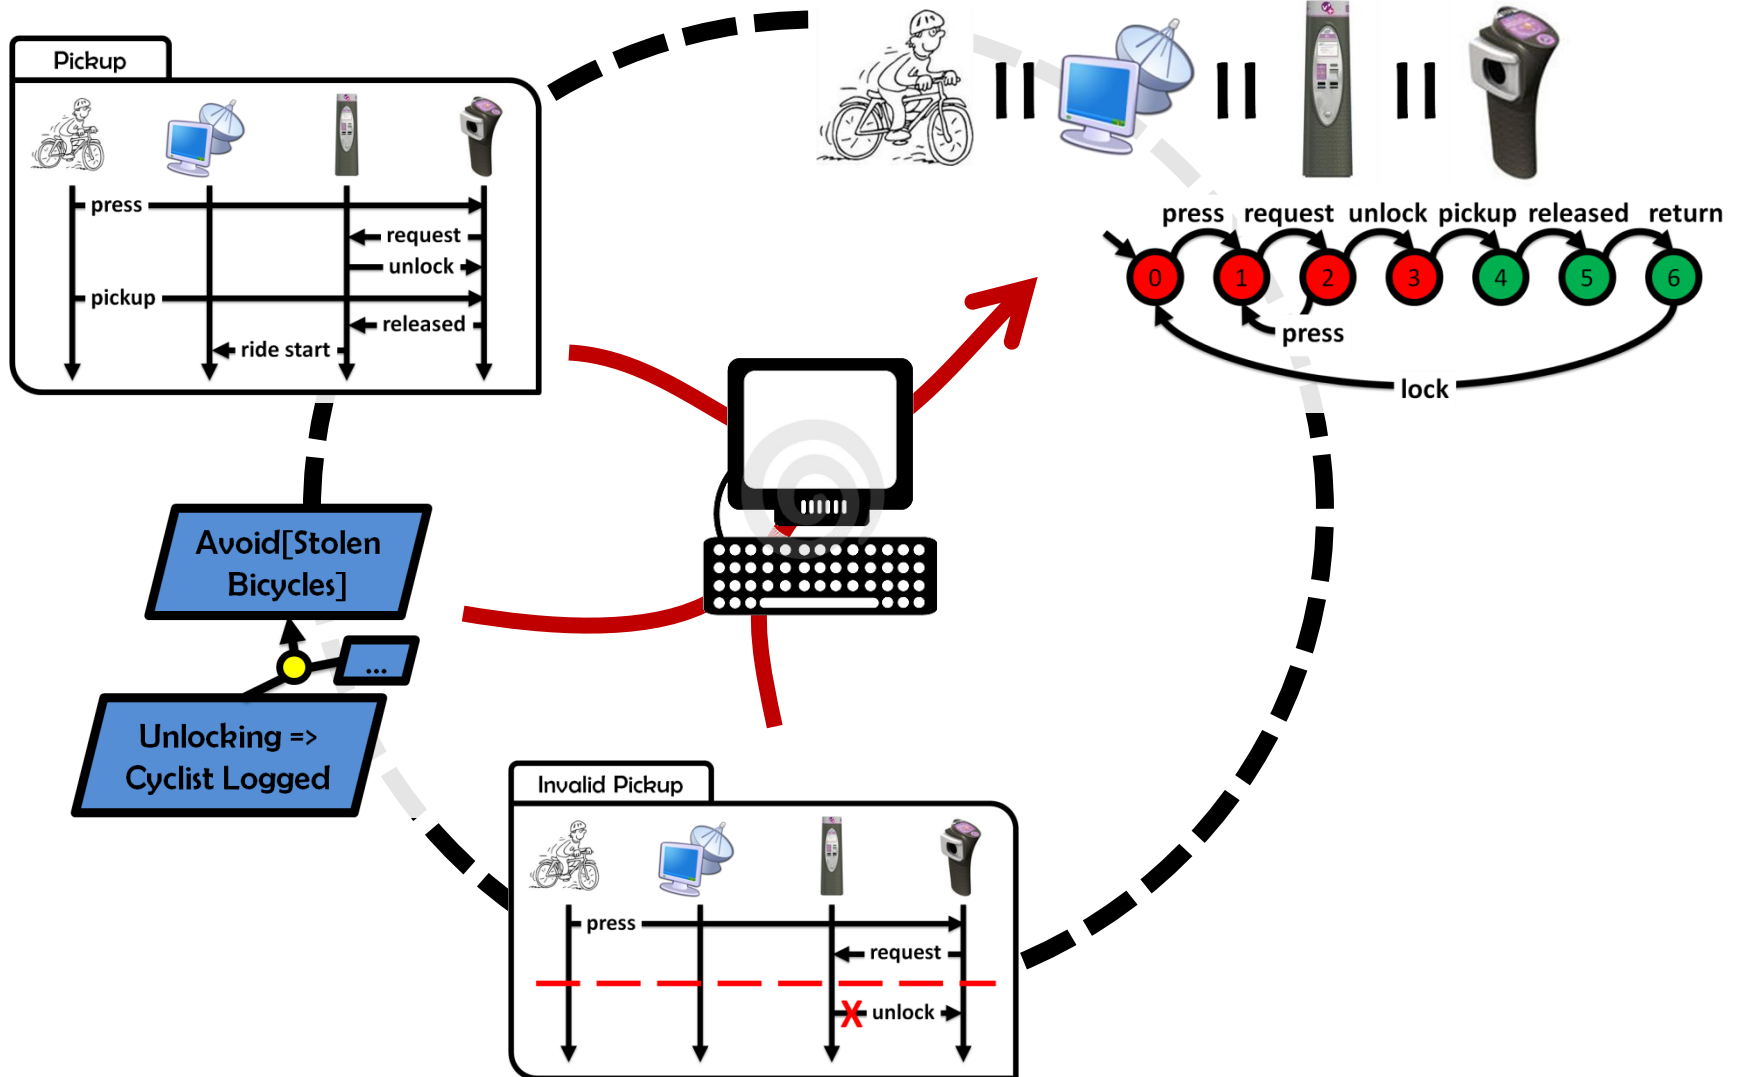 Pickup
press
request
unlock
pickup
released
ride start
press request unlock pickup released return
0 1 2 3 4 5 6
press
lock
Avoid[Stolen
Bicycles]
...
Unlocking =>
Cyclist Logged
Invalid Pickup
press
request
X unlock